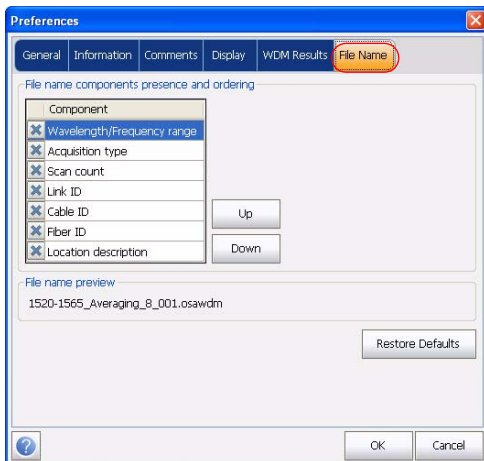 Preferences
General Information Comments Display WDM Results File Name
File name components presence and ordering
Component
Wavelength/Frequency range
Acquisition type
Scan count
Link ID
Cable ID
Fiber ID
Location description
Up
Down
File name preview
1520-1565_Averaging_8_001.osawdm
Restore Defaults
?
OK Cancel